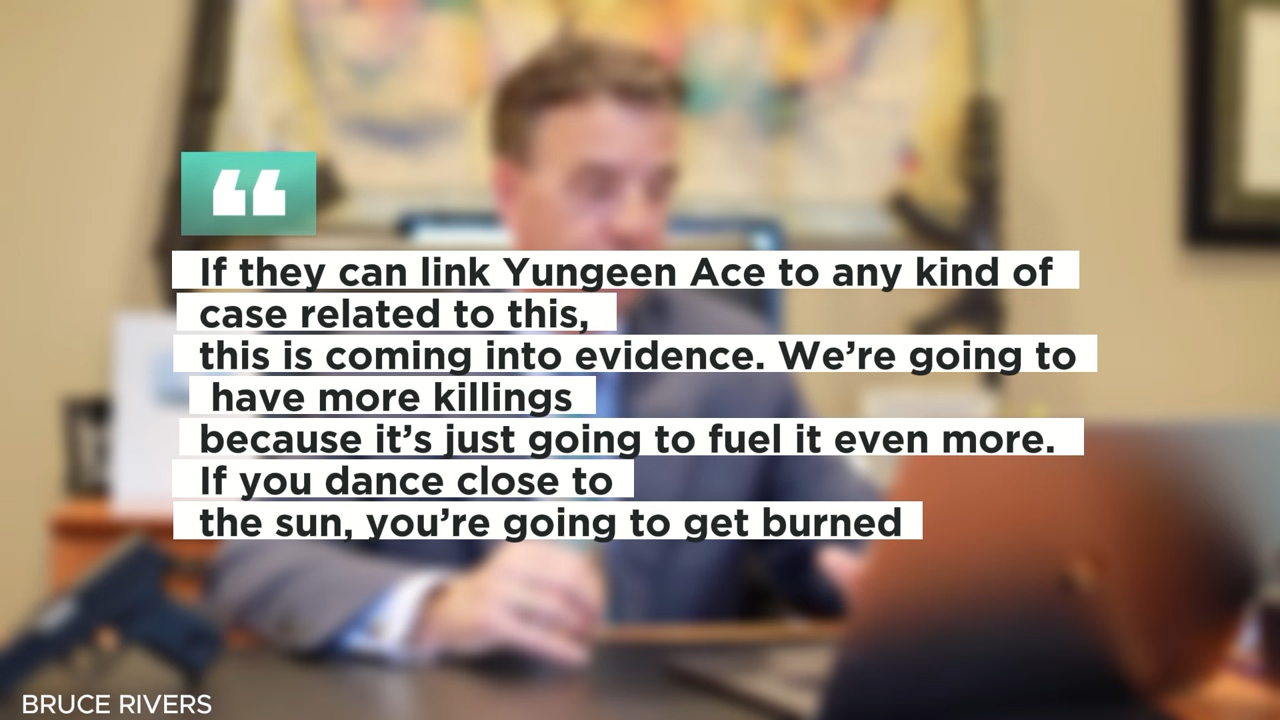 “
If they can link Yungeen Ace to any kind of
case related to this,
this is coming into evidence. We’re going to
have more killings
because it’s just going to fuel it even more.
If you dance close to
the sun, you’re going to get burned
BRUCE RIVERS